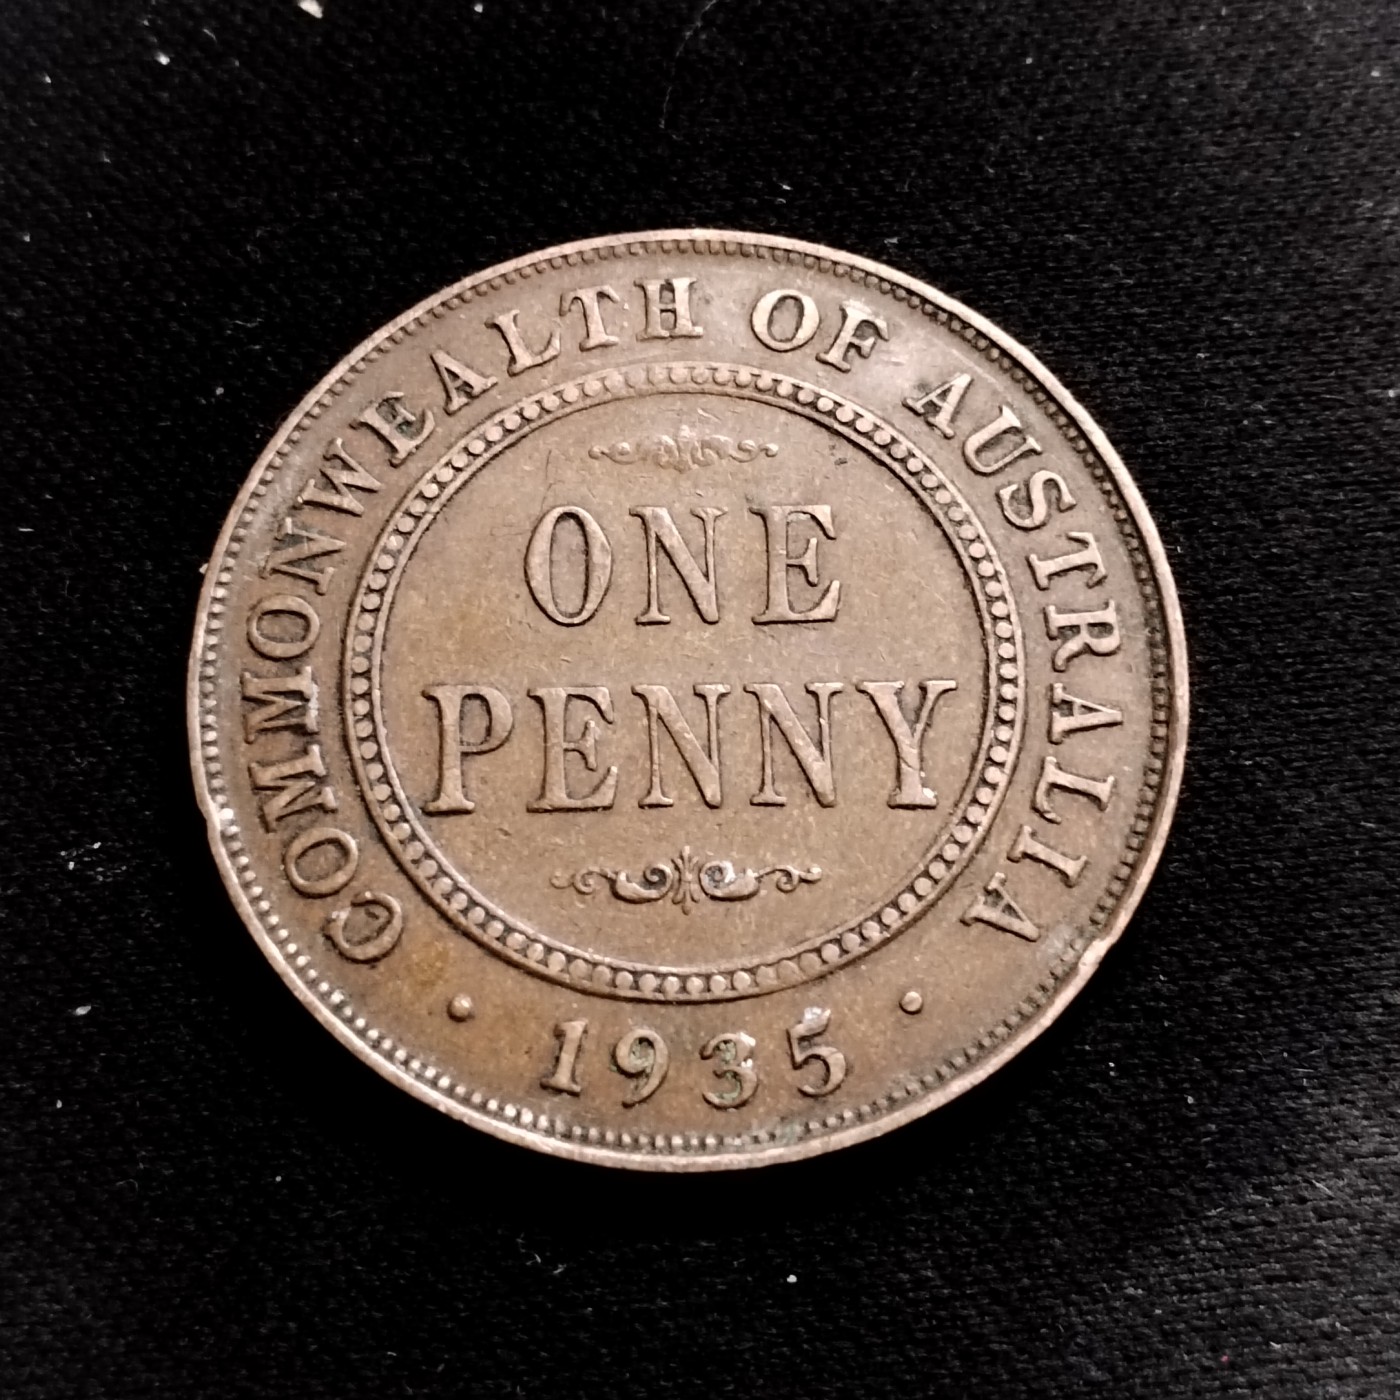 COMMONWEALTH OF AUSTRALIA
ONE
PENNY
· 1935 ·